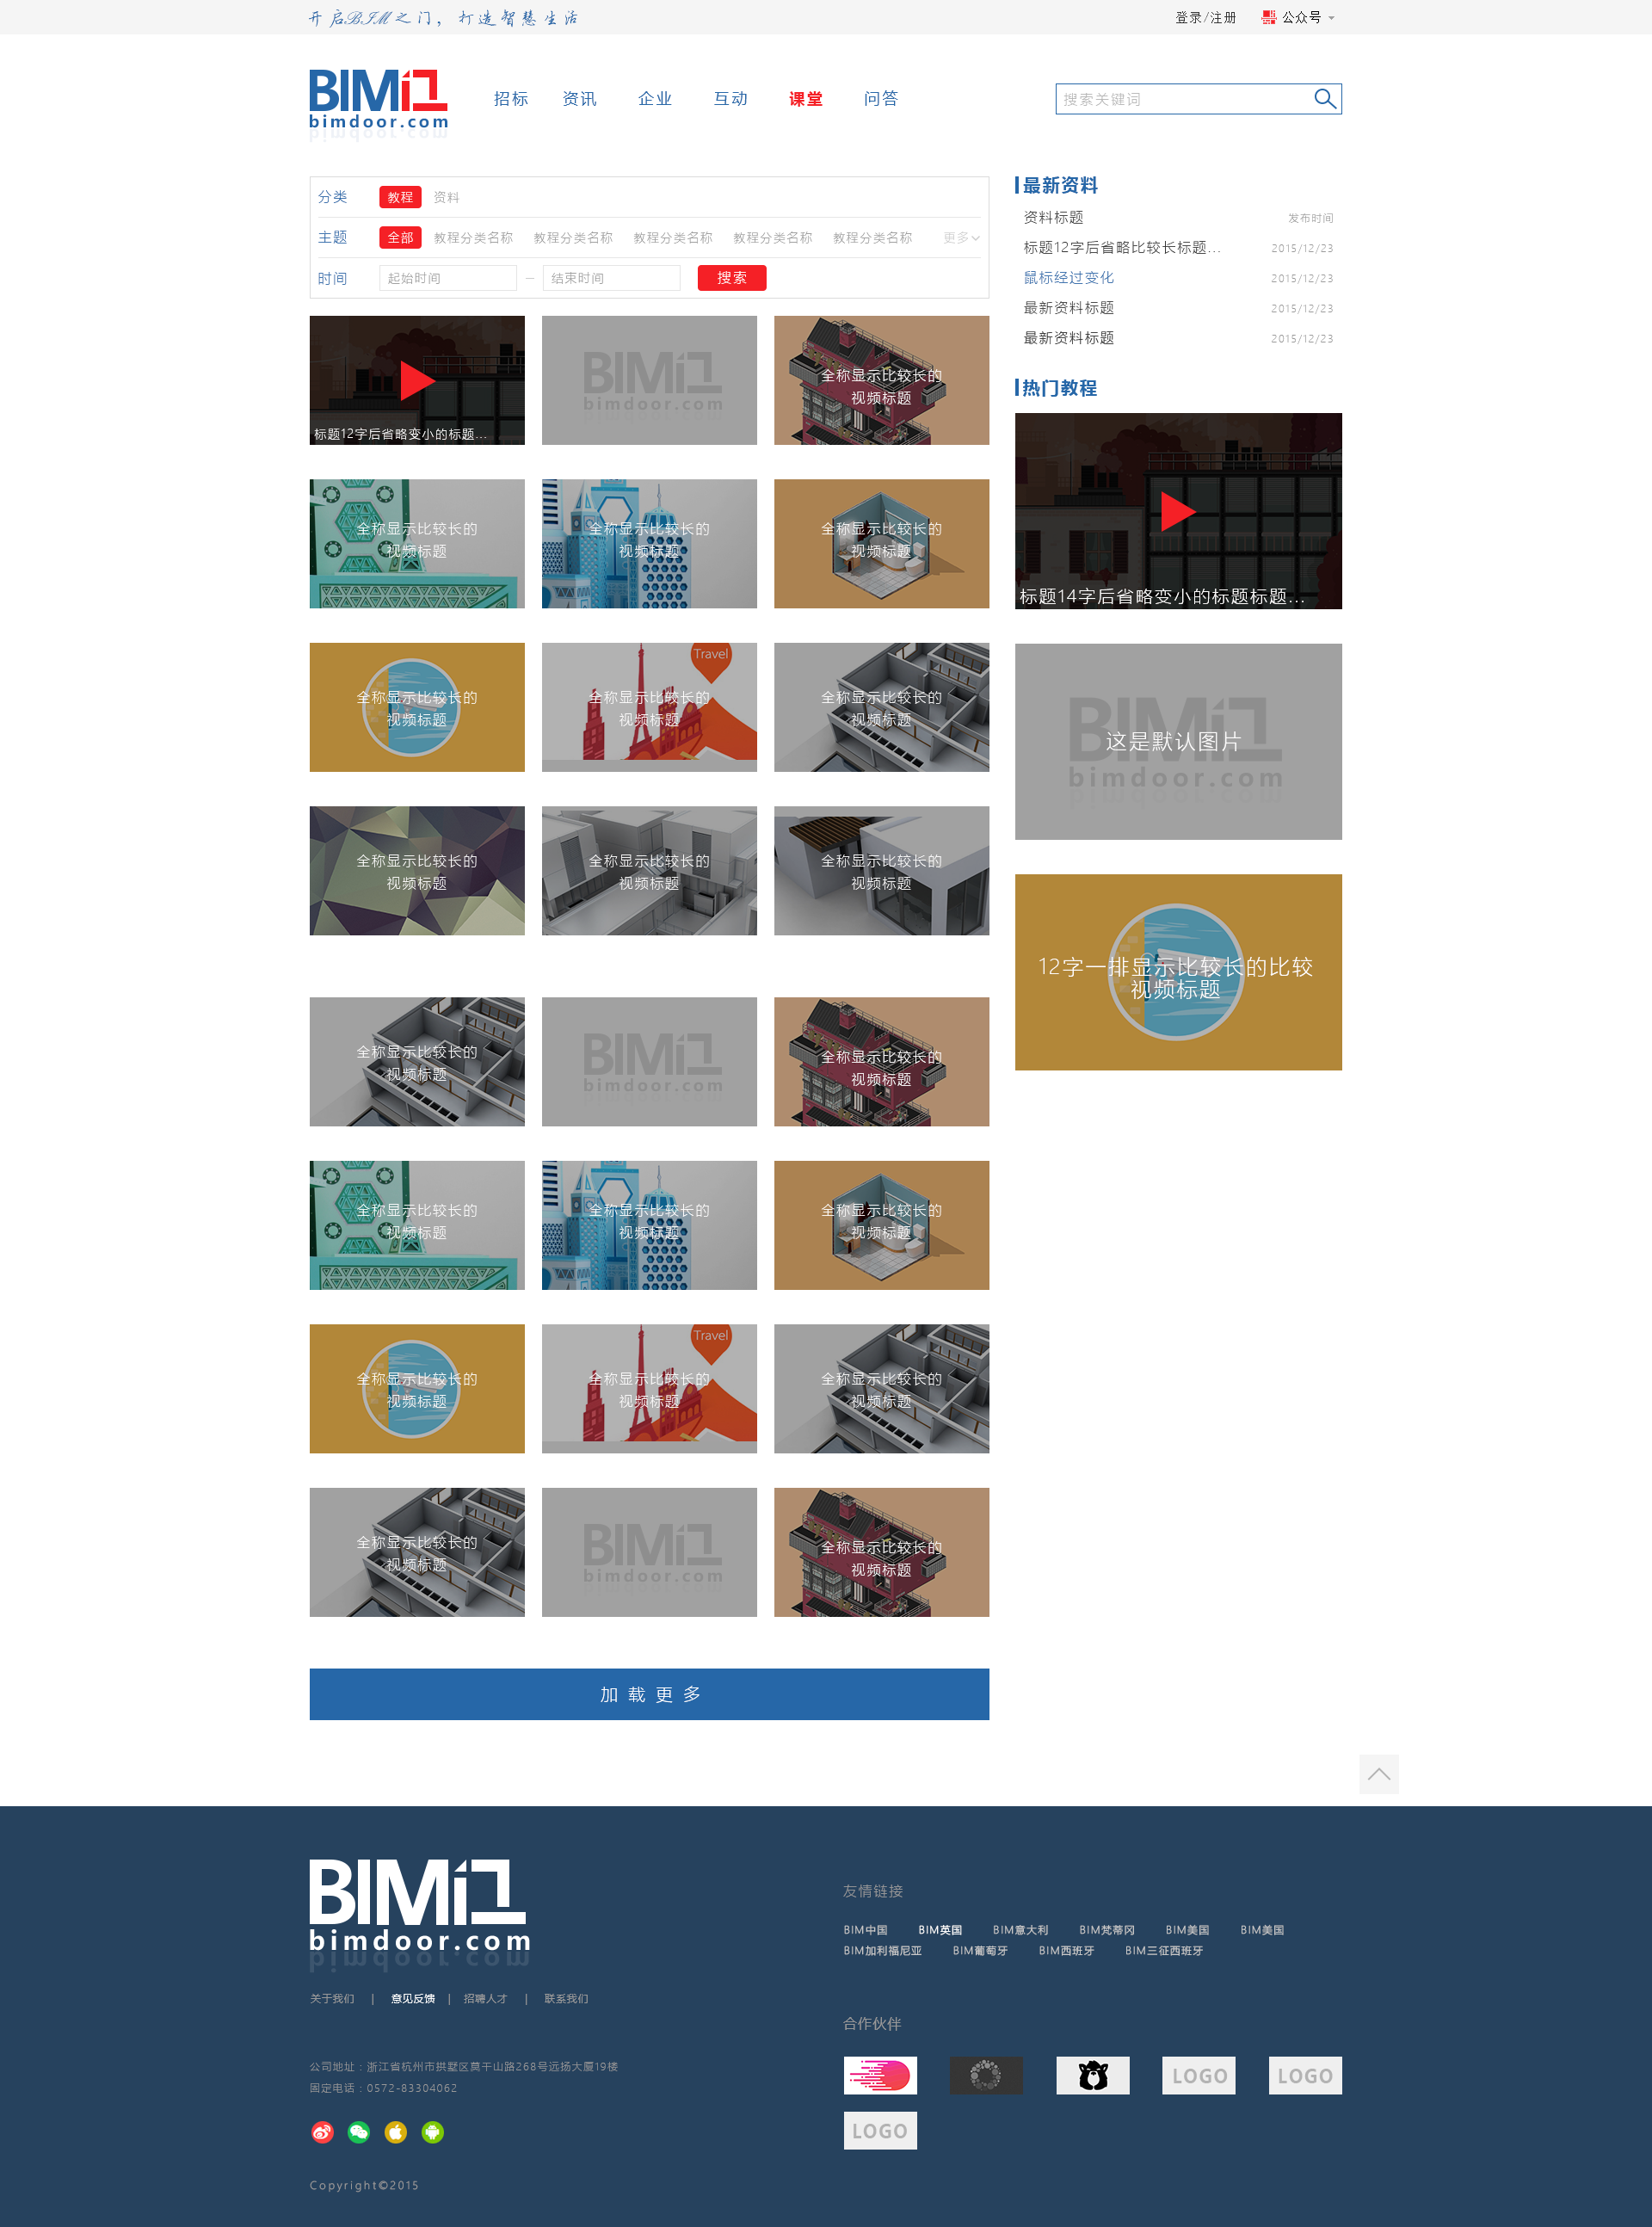 开启BIM之门，打造智慧生活
登录/注册 公众号
BIM
bimdoor.com
招标 资讯 企业 互动 课堂 问答
搜索关键词
分类 教程 资料
主题 全部 教程分类名称 教程分类名称 教程分类名称 教程分类名称 教程分类名称 更多
时间 起始时间 — 结束时间 搜索
标题12字后省略变小的标题...
BIM
bimdoor.com
全称显示比较长的
视频标题
全称显示比较长的
视频标题
全称显示比较长的
视频标题
全称显示比较长的
视频标题
全称显示比较长的
视频标题
Travel
全称显示比较长的
视频标题
全称显示比较长的
视频标题
全称显示比较长的
视频标题
全称显示比较长的
视频标题
全称显示比较长的
视频标题
全称显示比较长的
视频标题
BIM
bimdoor.com
全称显示比较长的
视频标题
全称显示比较长的
视频标题
全称显示比较长的
视频标题
全称显示比较长的
视频标题
全称显示比较长的
视频标题
Travel
全称显示比较长的
视频标题
全称显示比较长的
视频标题
全称显示比较长的
视频标题
BIM
bimdoor.com
全称显示比较长的
视频标题
加载更多
最新资料
资料标题 发布时间
标题12字后省略比较长标题... 2015/12/23
鼠标经过变化 2015/12/23
最新资料标题 2015/12/23
最新资料标题 2015/12/23
热门教程
标题14字后省略变小的标题标题...
BIM
这是默认图片
bimdoor.com
12字一排显示比较长的比较
视频标题
BIM
bimdoor.com
关于我们 | 意见反馈 | 招聘人才 | 联系我们
公司地址：浙江省杭州市拱墅区莫干山路268号远扬大厦19楼
固定电话：0572-83304062
Copyright©2015
友情链接
BIM中国 BIM英国 BIM意大利 BIM梵蒂冈 BIM美国 BIM美国
BIM加利福尼亚 BIM葡萄牙 BIM西班牙 BIM三征西班牙
合作伙伴
LOGO LOGO
LOGO